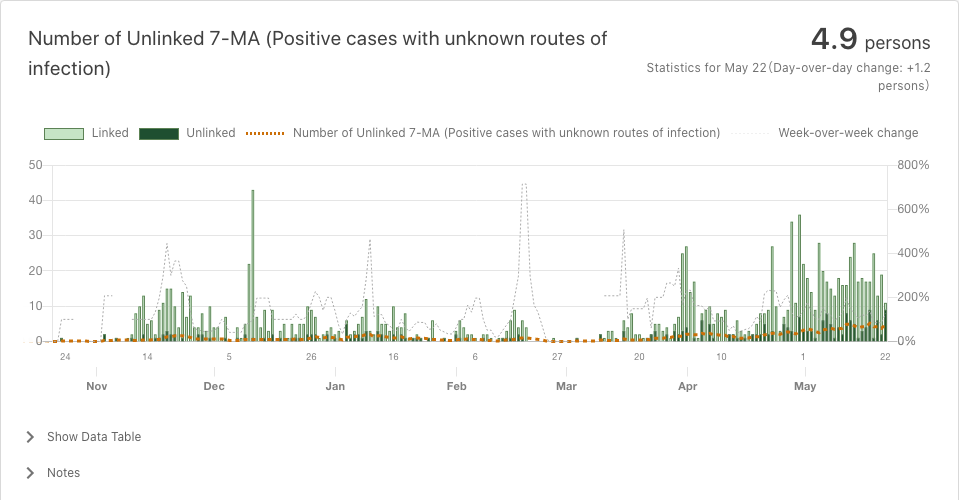 Number of Unlinked 7-MA (Positive cases with unknown routes of
infection)
4.9 persons
Statistics for May 22(Day-over-day change: +1.2
persons)
Linked Unlinked Number of Unlinked 7-MA (Positive cases with unknown routes of infection) Week-over-week change
50 800%
40 600%
30 400%
20 200%
10 0%
0
24 14 5 26 16 6 27 20 10 1 22
Nov Dec Jan Feb Mar Apr May
Show Data Table
Notes